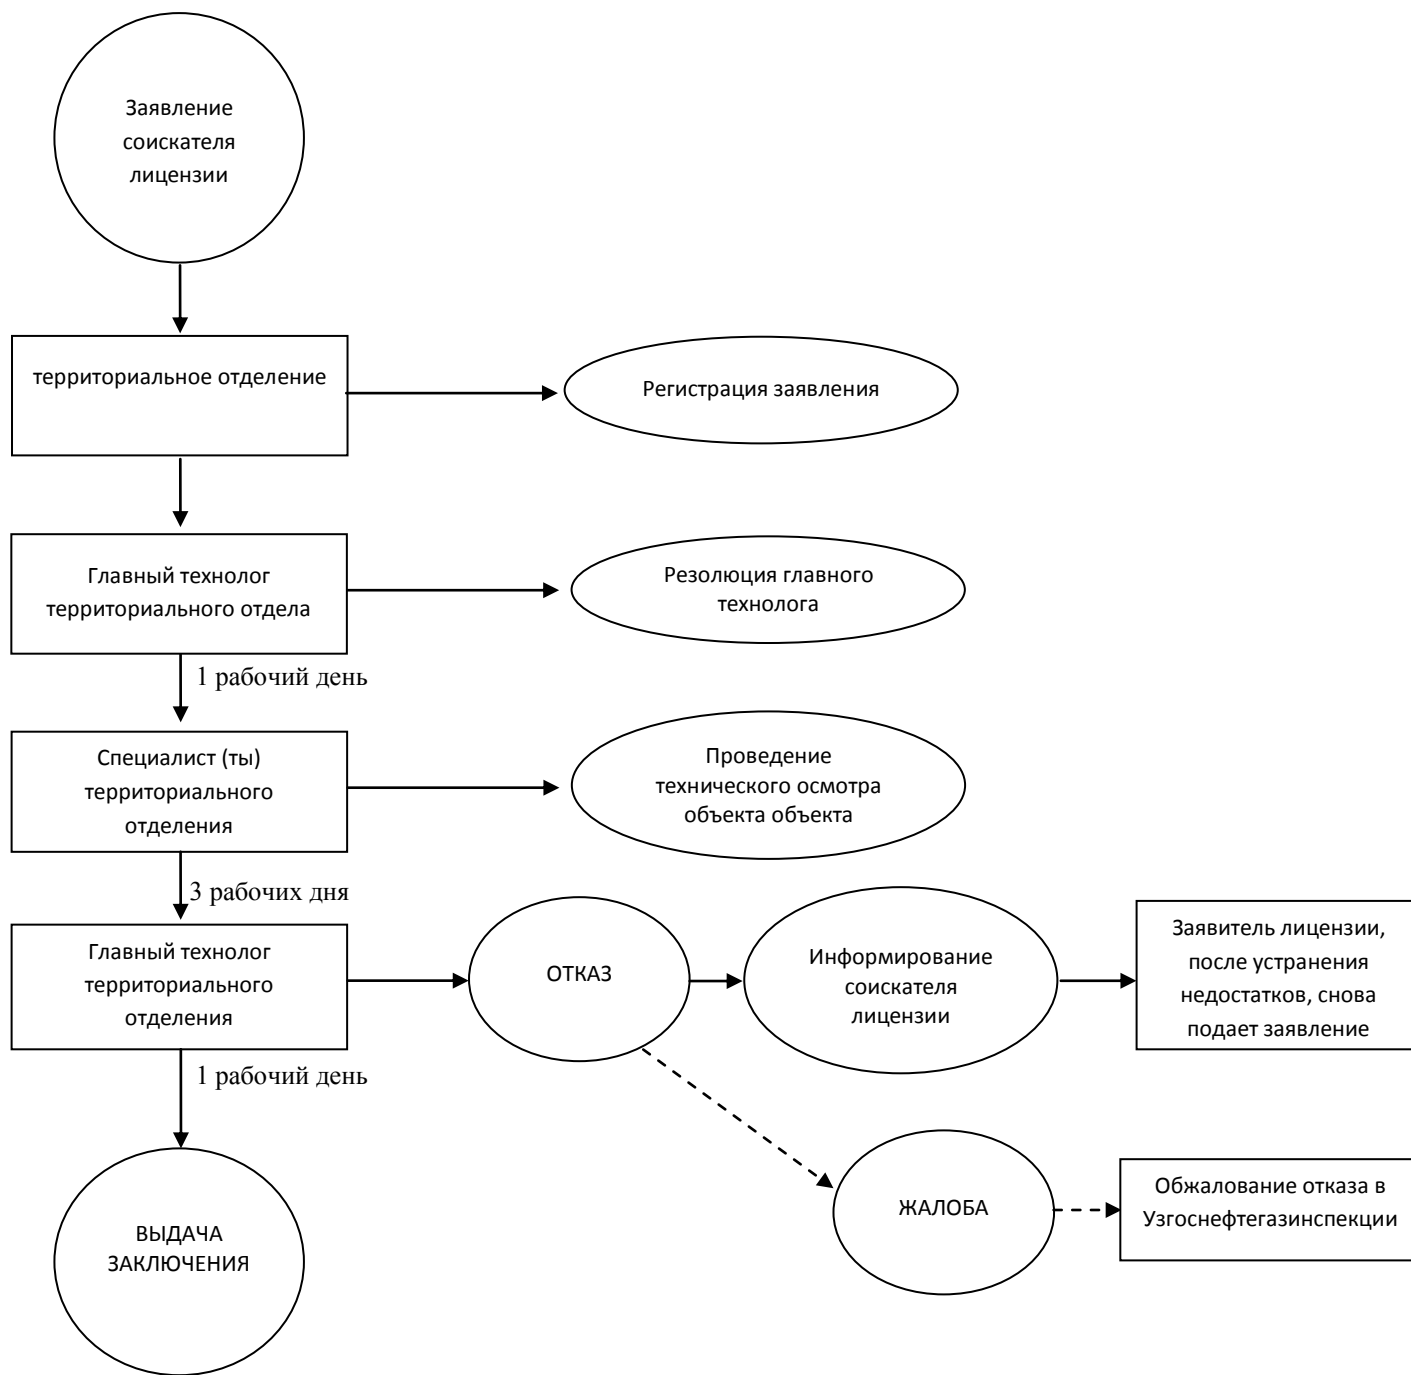 Заявление
соискателя
лицензии
территориальное отделение
Регистрация заявления
Главный технолог
территориального отдела
Резолюция главного
технолога
1 рабочий день
Специалист (ты)
территориального
отделения
Проведение
технического осмотра
объекта объекта
3 рабочих дня
Главный технолог
территориального
отделения
ОТКАЗ
Информирование
соискателя
лицензии
Заявитель лицензии,
после устранения
недостатков, снова
подает заявление
1 рабочий день
ВЫДАЧА
ЗАКЛЮЧЕНИЯ
ЖАЛОБА
Обжалование отказа в
Узгоснефтегазинспекции